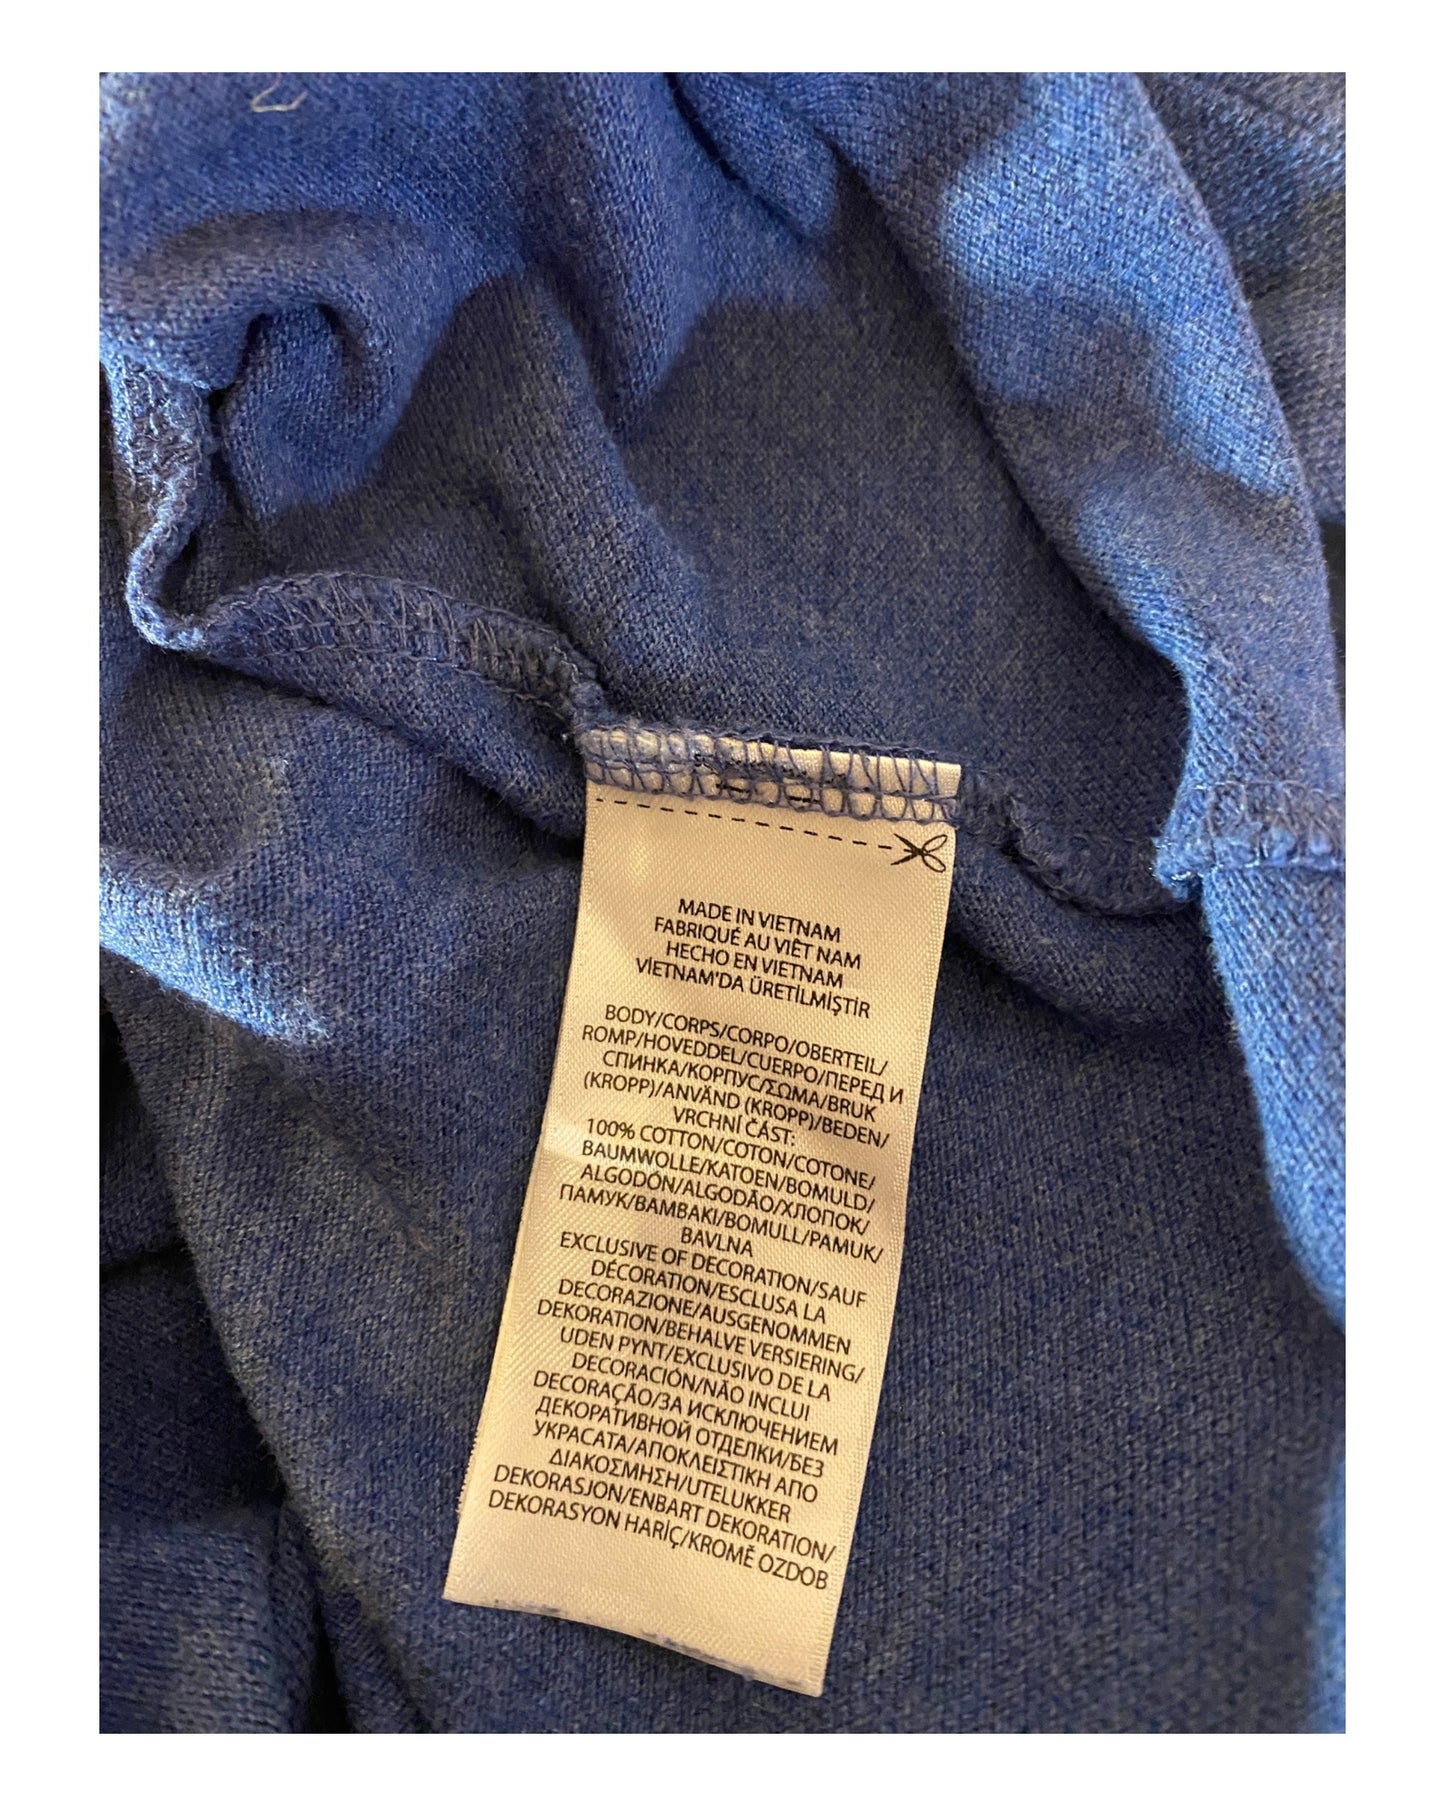 MADE IN VIETNAM
FABRIQUÉ AU VIÊT NAM
HECHO EN VIETNAM
VİETNAM'DA ÜRETİLMİŞTİR
BODY/CORPS/CORPO/OBERTEIL/
ROMP/HOVEDDEL/CUERPO/ПЕРЕД И
СПИНКА/КОРПУС/ΣΩΜΑ/BRUK
(KROPP)/ANVÄND (KROPP)/BEDEN/
VRCHNÍ ČÁST:
100% COTTON/COTON/COTONE/
BAUMWOLLE/KATOEN/BOMULD/
ALGODÓN/ALGODÃO/ХЛОПОК/
ПАМУК/ΒΑΜΒΑΚΙ/BOMULL/PAMUK/
BAVLNA
EXCLUSIVE OF DECORATION/SAUF
DÉCORATION/ESCLUSA LA
DECORAZIONE/AUSGENOMMEN
DEKORATION/BEHALVE VERSIERING/
UDEN PYNT/EXCLUSIVO DE LA
DECORACIÓN/NÃO INCLUI
DECORAÇÃO/ЗА ИСКЛЮЧЕНИЕМ
ДЕКОРАТИВНОЙ ОТДЕЛКИ/БЕЗ
УКРАСАТА/ΑΠΟΚΛΕΙΣΤΙΚΗ ΑΠΟ
ΔΙΑΚΟΣΜΗΣΗ/UTELUKKER
DEKORASJON/ENBART DEKORATION/
DEKORASYON HARİÇ/KROMĚ OZDOB